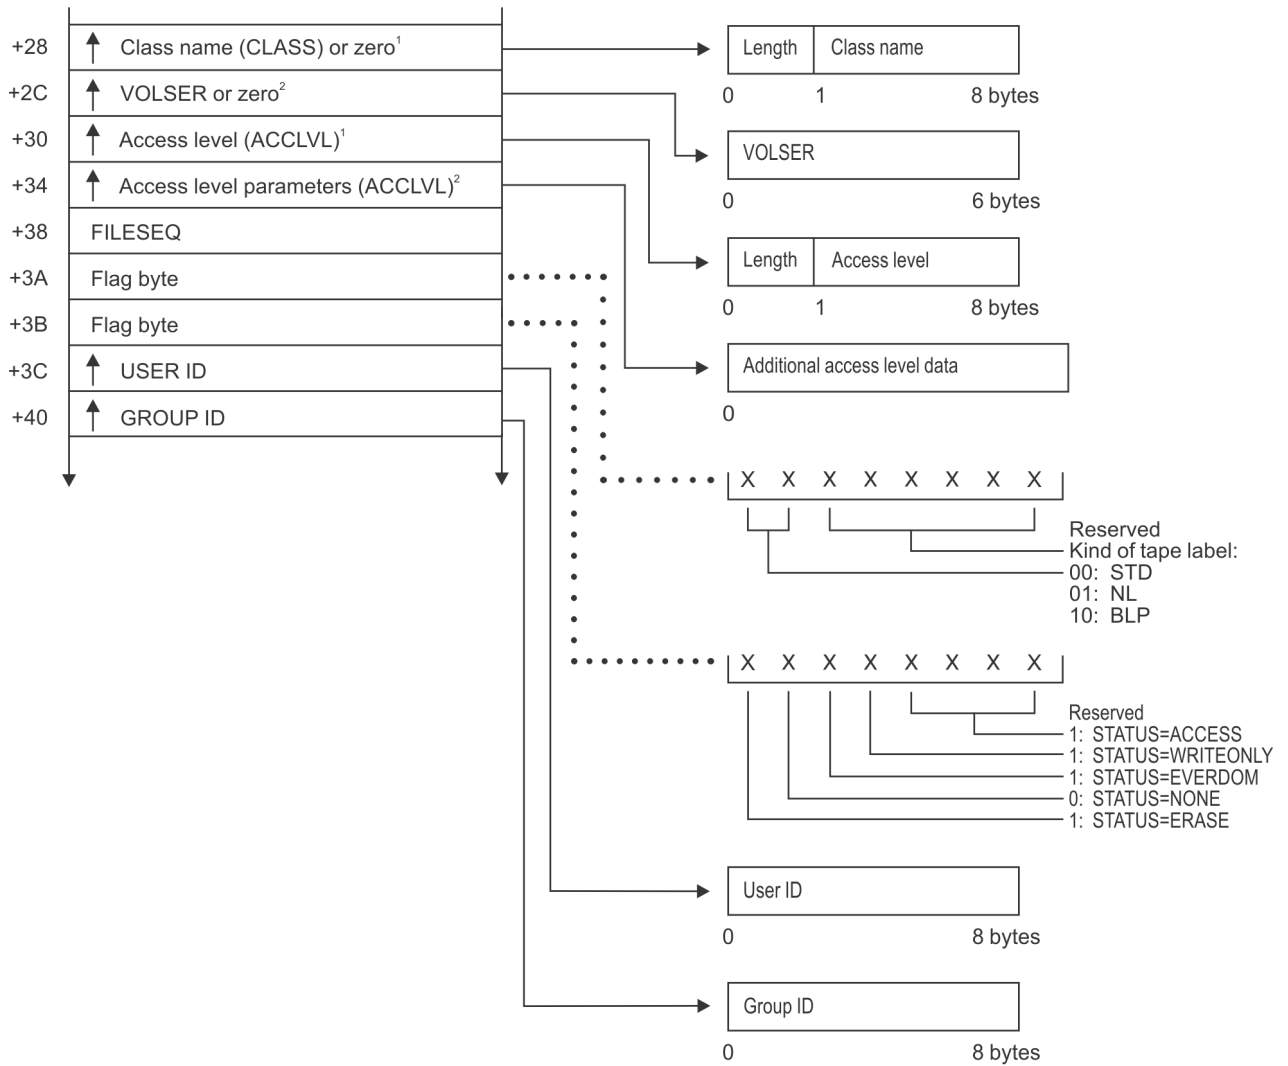 +28 Class name (CLASS) or zero1
+2C VOLSER or zero2
+30 Access level (ACCLVL)1
+34 Access level parameters (ACCLVL)2
+38 FILESEQ
+3A Flag byte
+3B Flag byte
+3C USER ID
+40 GROUP ID
Length Class name
0 1 8 bytes
VOLSER
0 6 bytes
Length Access level
0 1 8 bytes
Additional access level data
0
X X X X X X X X
Reserved
Kind of tape label:
00: STD
01: NL
10: BLP
X X X X X X X X
Reserved
1: STATUS=ACCESS
1: STATUS=WRITEONLY
1: STATUS=EVERDOM
0: STATUS=NONE
1: STATUS=ERASE
User ID
0 8 bytes
Group ID
0 8 bytes